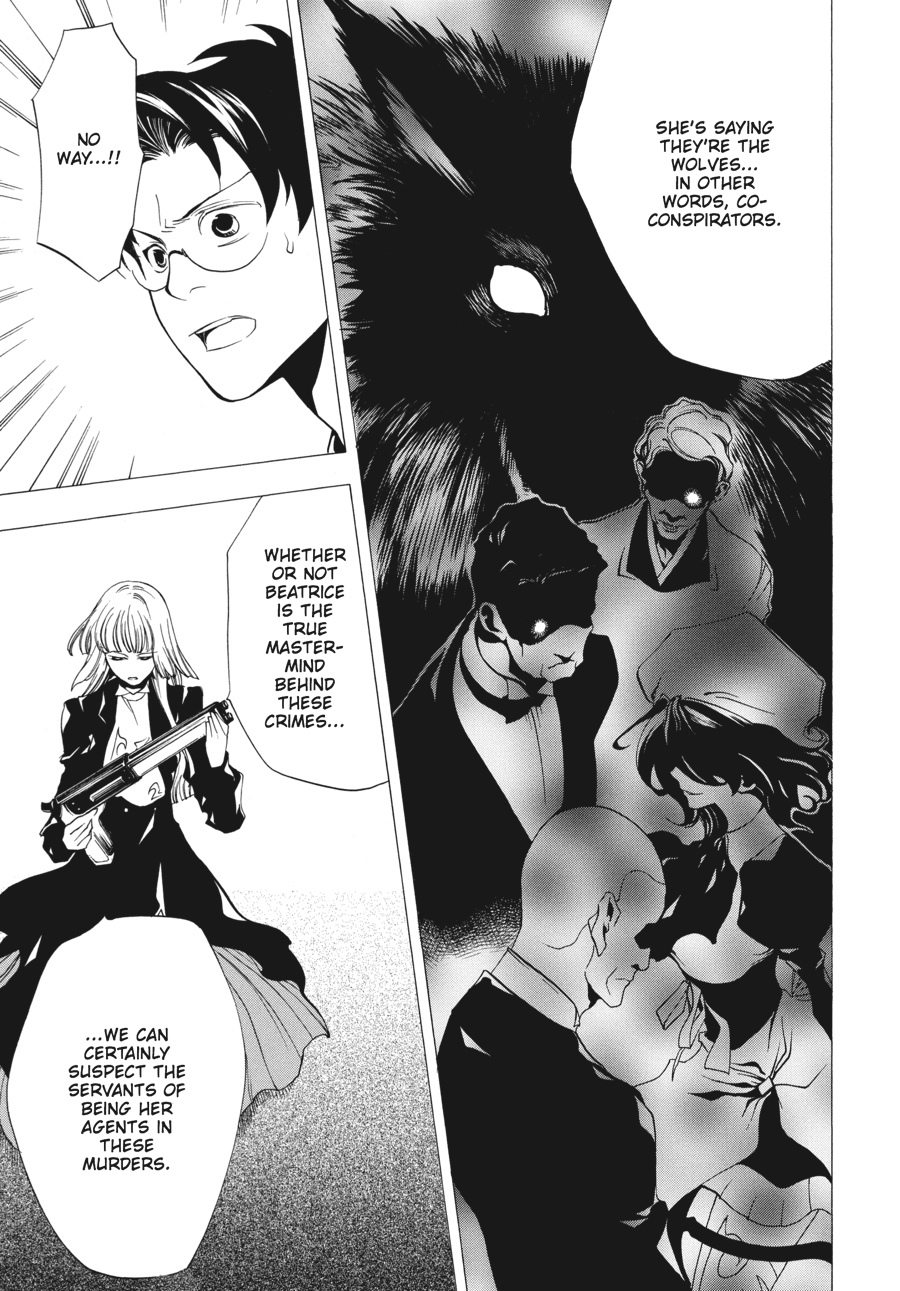 SHE'S SAYING
THEY'RE THE
WOLVES...
IN OTHER
WORDS, CO-
CONSPIRATORS.
NO
WAY...!!
WHETHER
OR NOT
BEATRICE
IS THE
TRUE
MASTER-
MIND
BEHIND
THESE
CRIMES...
...WE CAN
CERTAINLY
SUSPECT THE
SERVANTS OF
BEING HER
AGENTS IN
THESE
MURDERS.